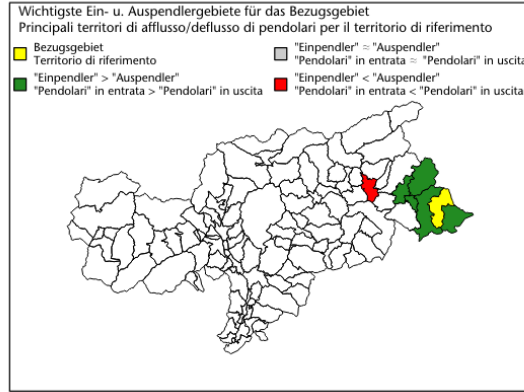 Wichtigste Ein- u. Auspendlergebiete für das Bezugsgebiet
Principali territori di afflusso/deflusso di pendolari per il territorio di riferimento
Bezugsgebiet
Territorio di riferimento
"Einpendler" ≈ "Auspendler"
"Pendolari" in entrata ≈ "Pendolari" in uscita
"Einpendler" > "Auspendler"
"Pendolari" in entrata > "Pendolari" in uscita
"Einpendler" < "Auspendler"
"Pendolari" in entrata < "Pendolari" in uscita